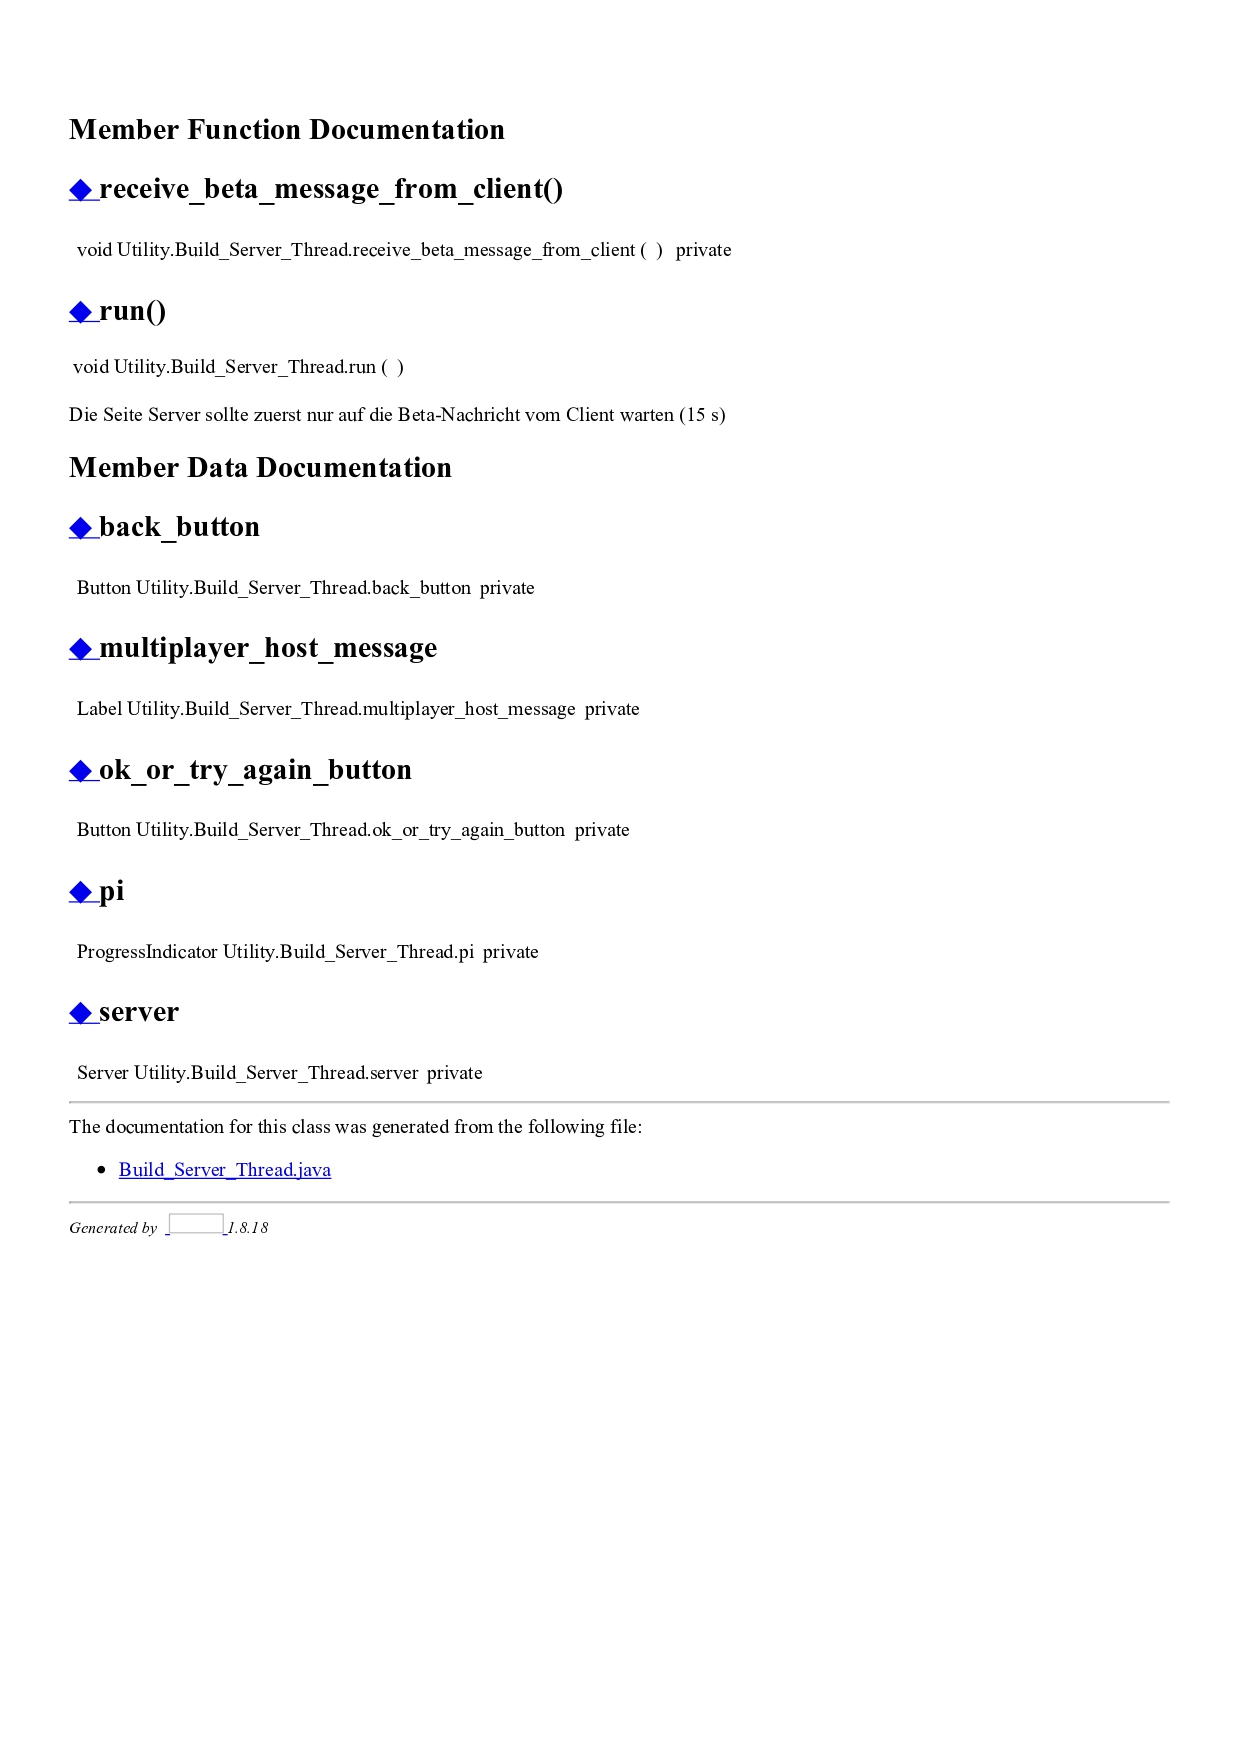 Member Function Documentation
◆ receive_beta_message_from_client()
void Utility.Build_Server_Thread.receive_beta_message_from_client ( ) private
◆ run()
void Utility.Build_Server_Thread.run ( )
Die Seite Server sollte zuerst nur auf die Beta-Nachricht vom Client warten (15 s)
Member Data Documentation
◆ back_button
Button Utility.Build_Server_Thread.back_button private
◆ multiplayer_host_message
Label Utility.Build_Server_Thread.multiplayer_host_message private
◆ ok_or_try_again_button
Button Utility.Build_Server_Thread.ok_or_try_again_button private
◆ pi
ProgressIndicator Utility.Build_Server_Thread.pi private
◆ server
Server Utility.Build_Server_Thread.server private
The documentation for this class was generated from the following file:
• Build_Server_Thread.java
Generated by 1.8.18